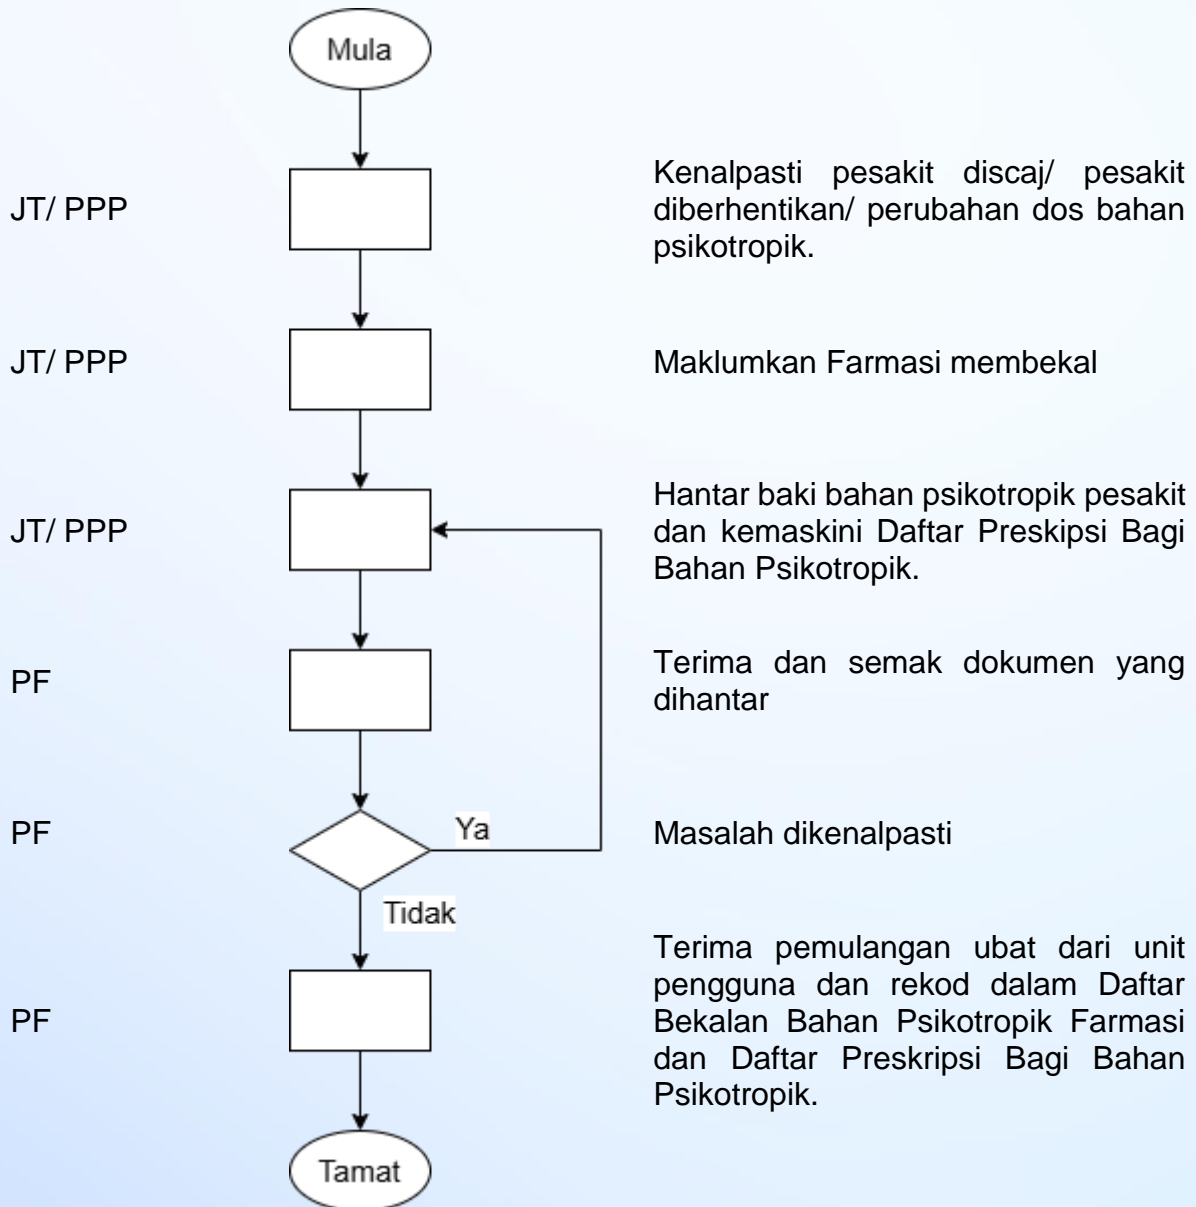 Mula
JT/ PPP
Kenalpasti pesakit discaj/ pesakit
diberhentikan/ perubahan dos bahan
psikotropik.
JT/ PPP
Maklumkan Farmasi membekal
JT/ PPP
Hantar baki bahan psikotropik pesakit
dan kemaskini Daftar Preskipsi Bagi
Bahan Psikotropik.
PF
Terima dan semak dokumen yang
dihantar
PF
Ya
Masalah dikenalpasti
Tidak
PF
Terima pemulangan ubat dari unit
pengguna dan rekod dalam Daftar
Bekalan Bahan Psikotropik Farmasi
dan Daftar Preskripsi Bagi Bahan
Psikotropik.
Tamat